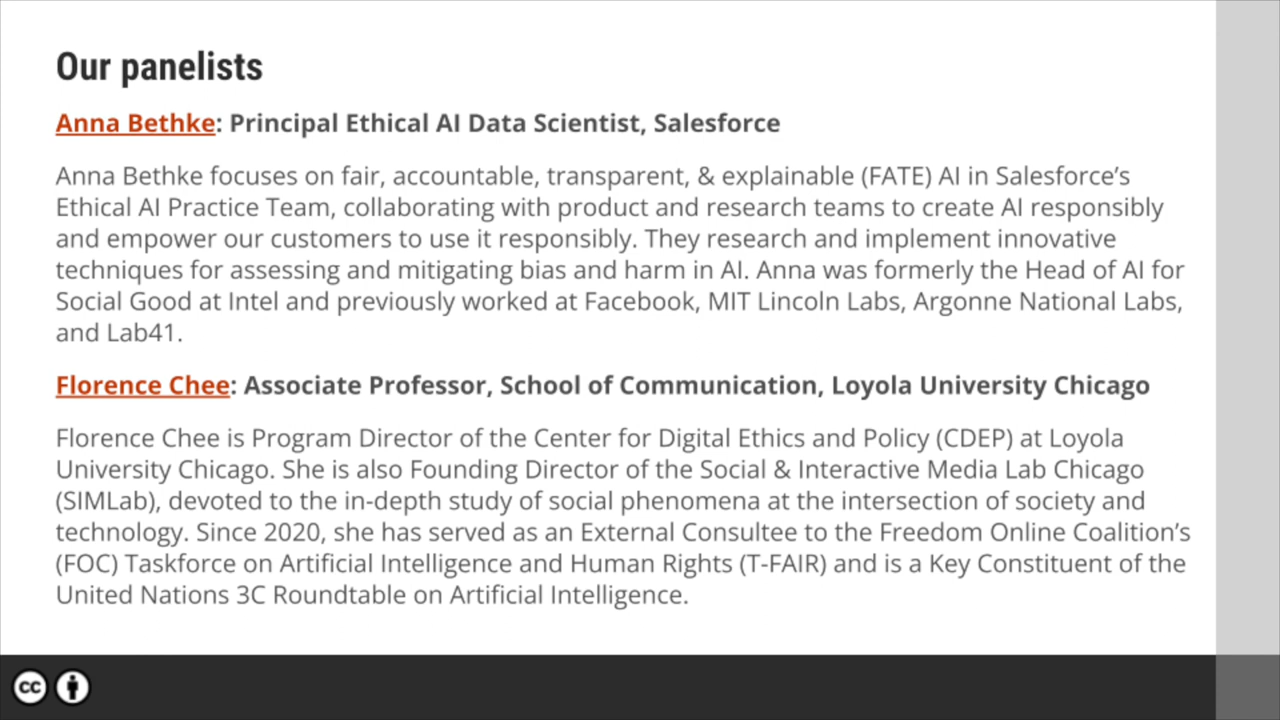 Our panelists
Anna Bethke: Principal Ethical AI Data Scientist, Salesforce
Anna Bethke focuses on fair, accountable, transparent, & explainable (FATE) AI in Salesforce’s
Ethical AI Practice Team, collaborating with product and research teams to create AI responsibly
and empower our customers to use it responsibly. They research and implement innovative
techniques for assessing and mitigating bias and harm in AI. Anna was formerly the Head of AI for
Social Good at Intel and previously worked at Facebook, MIT Lincoln Labs, Argonne National Labs,
and Lab41.
Florence Chee: Associate Professor, School of Communication, Loyola University Chicago
Florence Chee is Program Director of the Center for Digital Ethics and Policy (CDEP) at Loyola
University Chicago. She is also Founding Director of the Social & Interactive Media Lab Chicago
(SIMLab), devoted to the in-depth study of social phenomena at the intersection of society and
technology. Since 2020, she has served as an External Consultee to the Freedom Online Coalition’s
(FOC) Taskforce on Artificial Intelligence and Human Rights (T-FAIR) and is a Key Constituent of the
United Nations 3C Roundtable on Artificial Intelligence.
cc